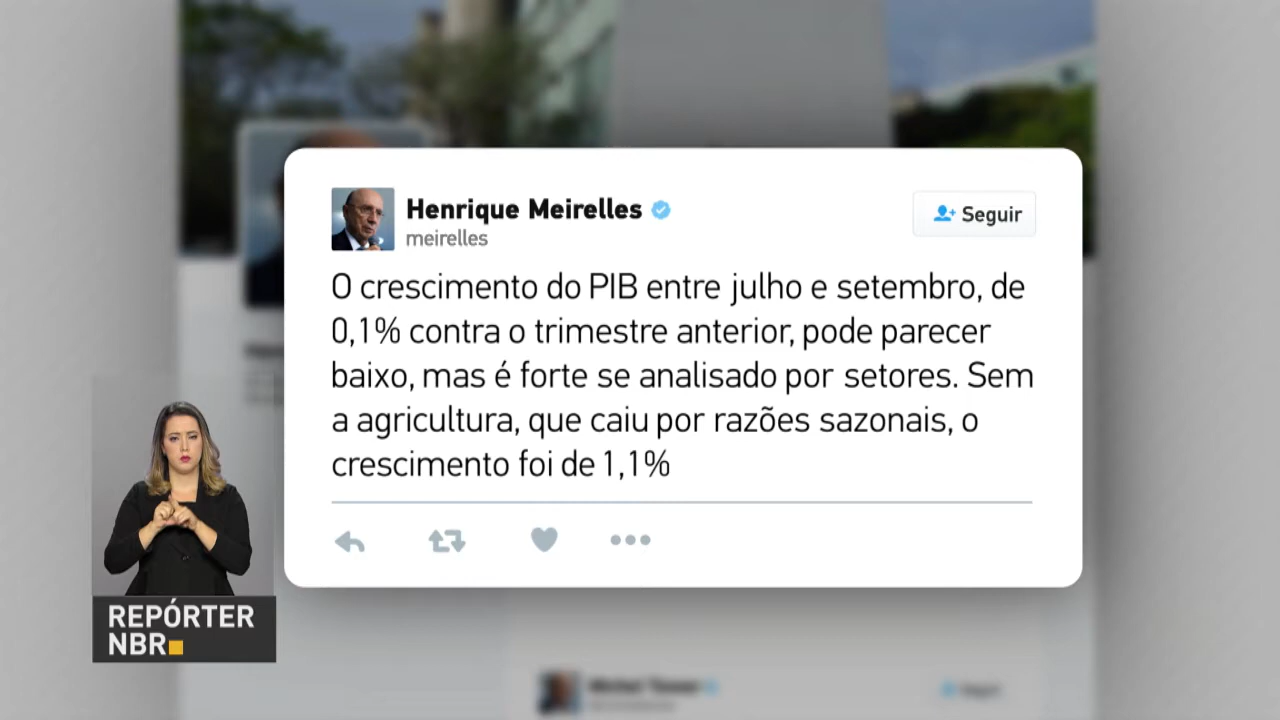 Henrique Meirelles
meirelles
Seguir
O crescimento do PIB entre julho e setembro, de
0,1% contra o trimestre anterior, pode parecer
baixo, mas é forte se analisado por setores. Sem
a agricultura, que caiu por razões sazonais, o
crescimento foi de 1,1%
REPÓRTER
NBR